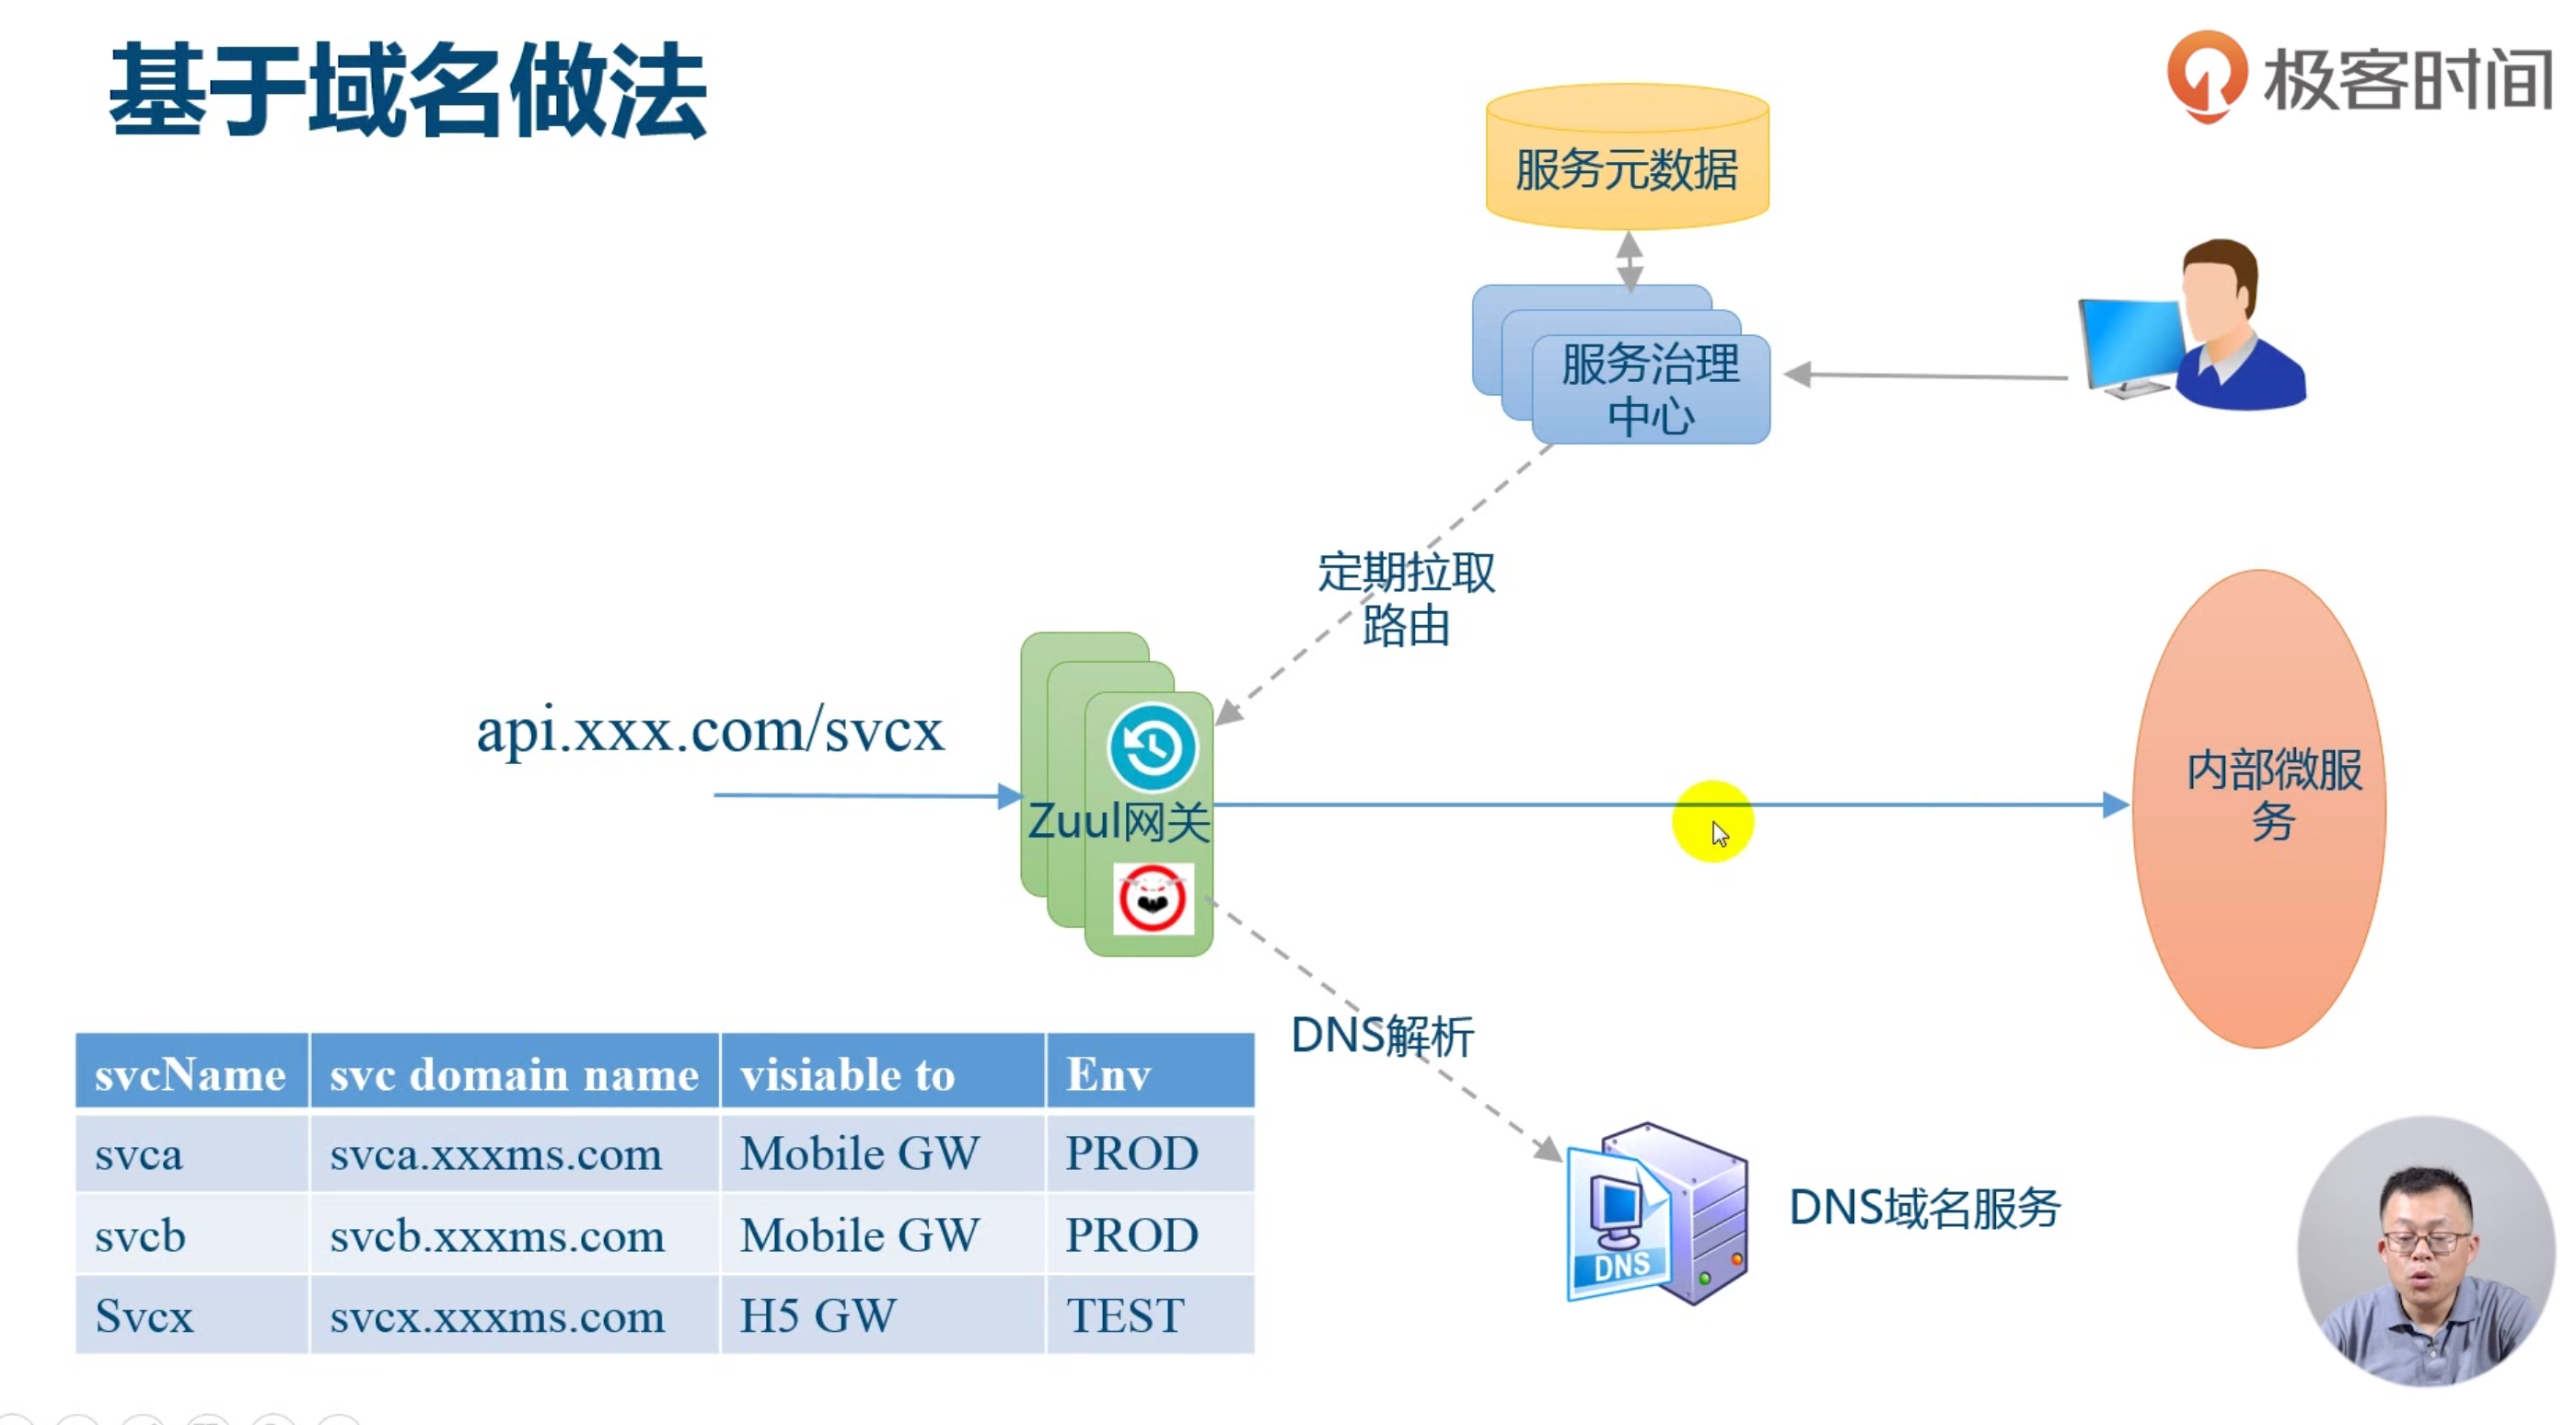 基于域名做法
极客时间
服务元数据
服务治理
中心
定期拉取
路由
api.xxx.com/svcx
Zuul网关
内部微服
务
DNS解析
DNS
DNS域名服务
svcName svc domain name visiable to Env
svca svca.xxxms.com Mobile GW PROD
svcb svcb.xxxms.com Mobile GW PROD
Svcx svcx.xxxms.com H5 GW TEST